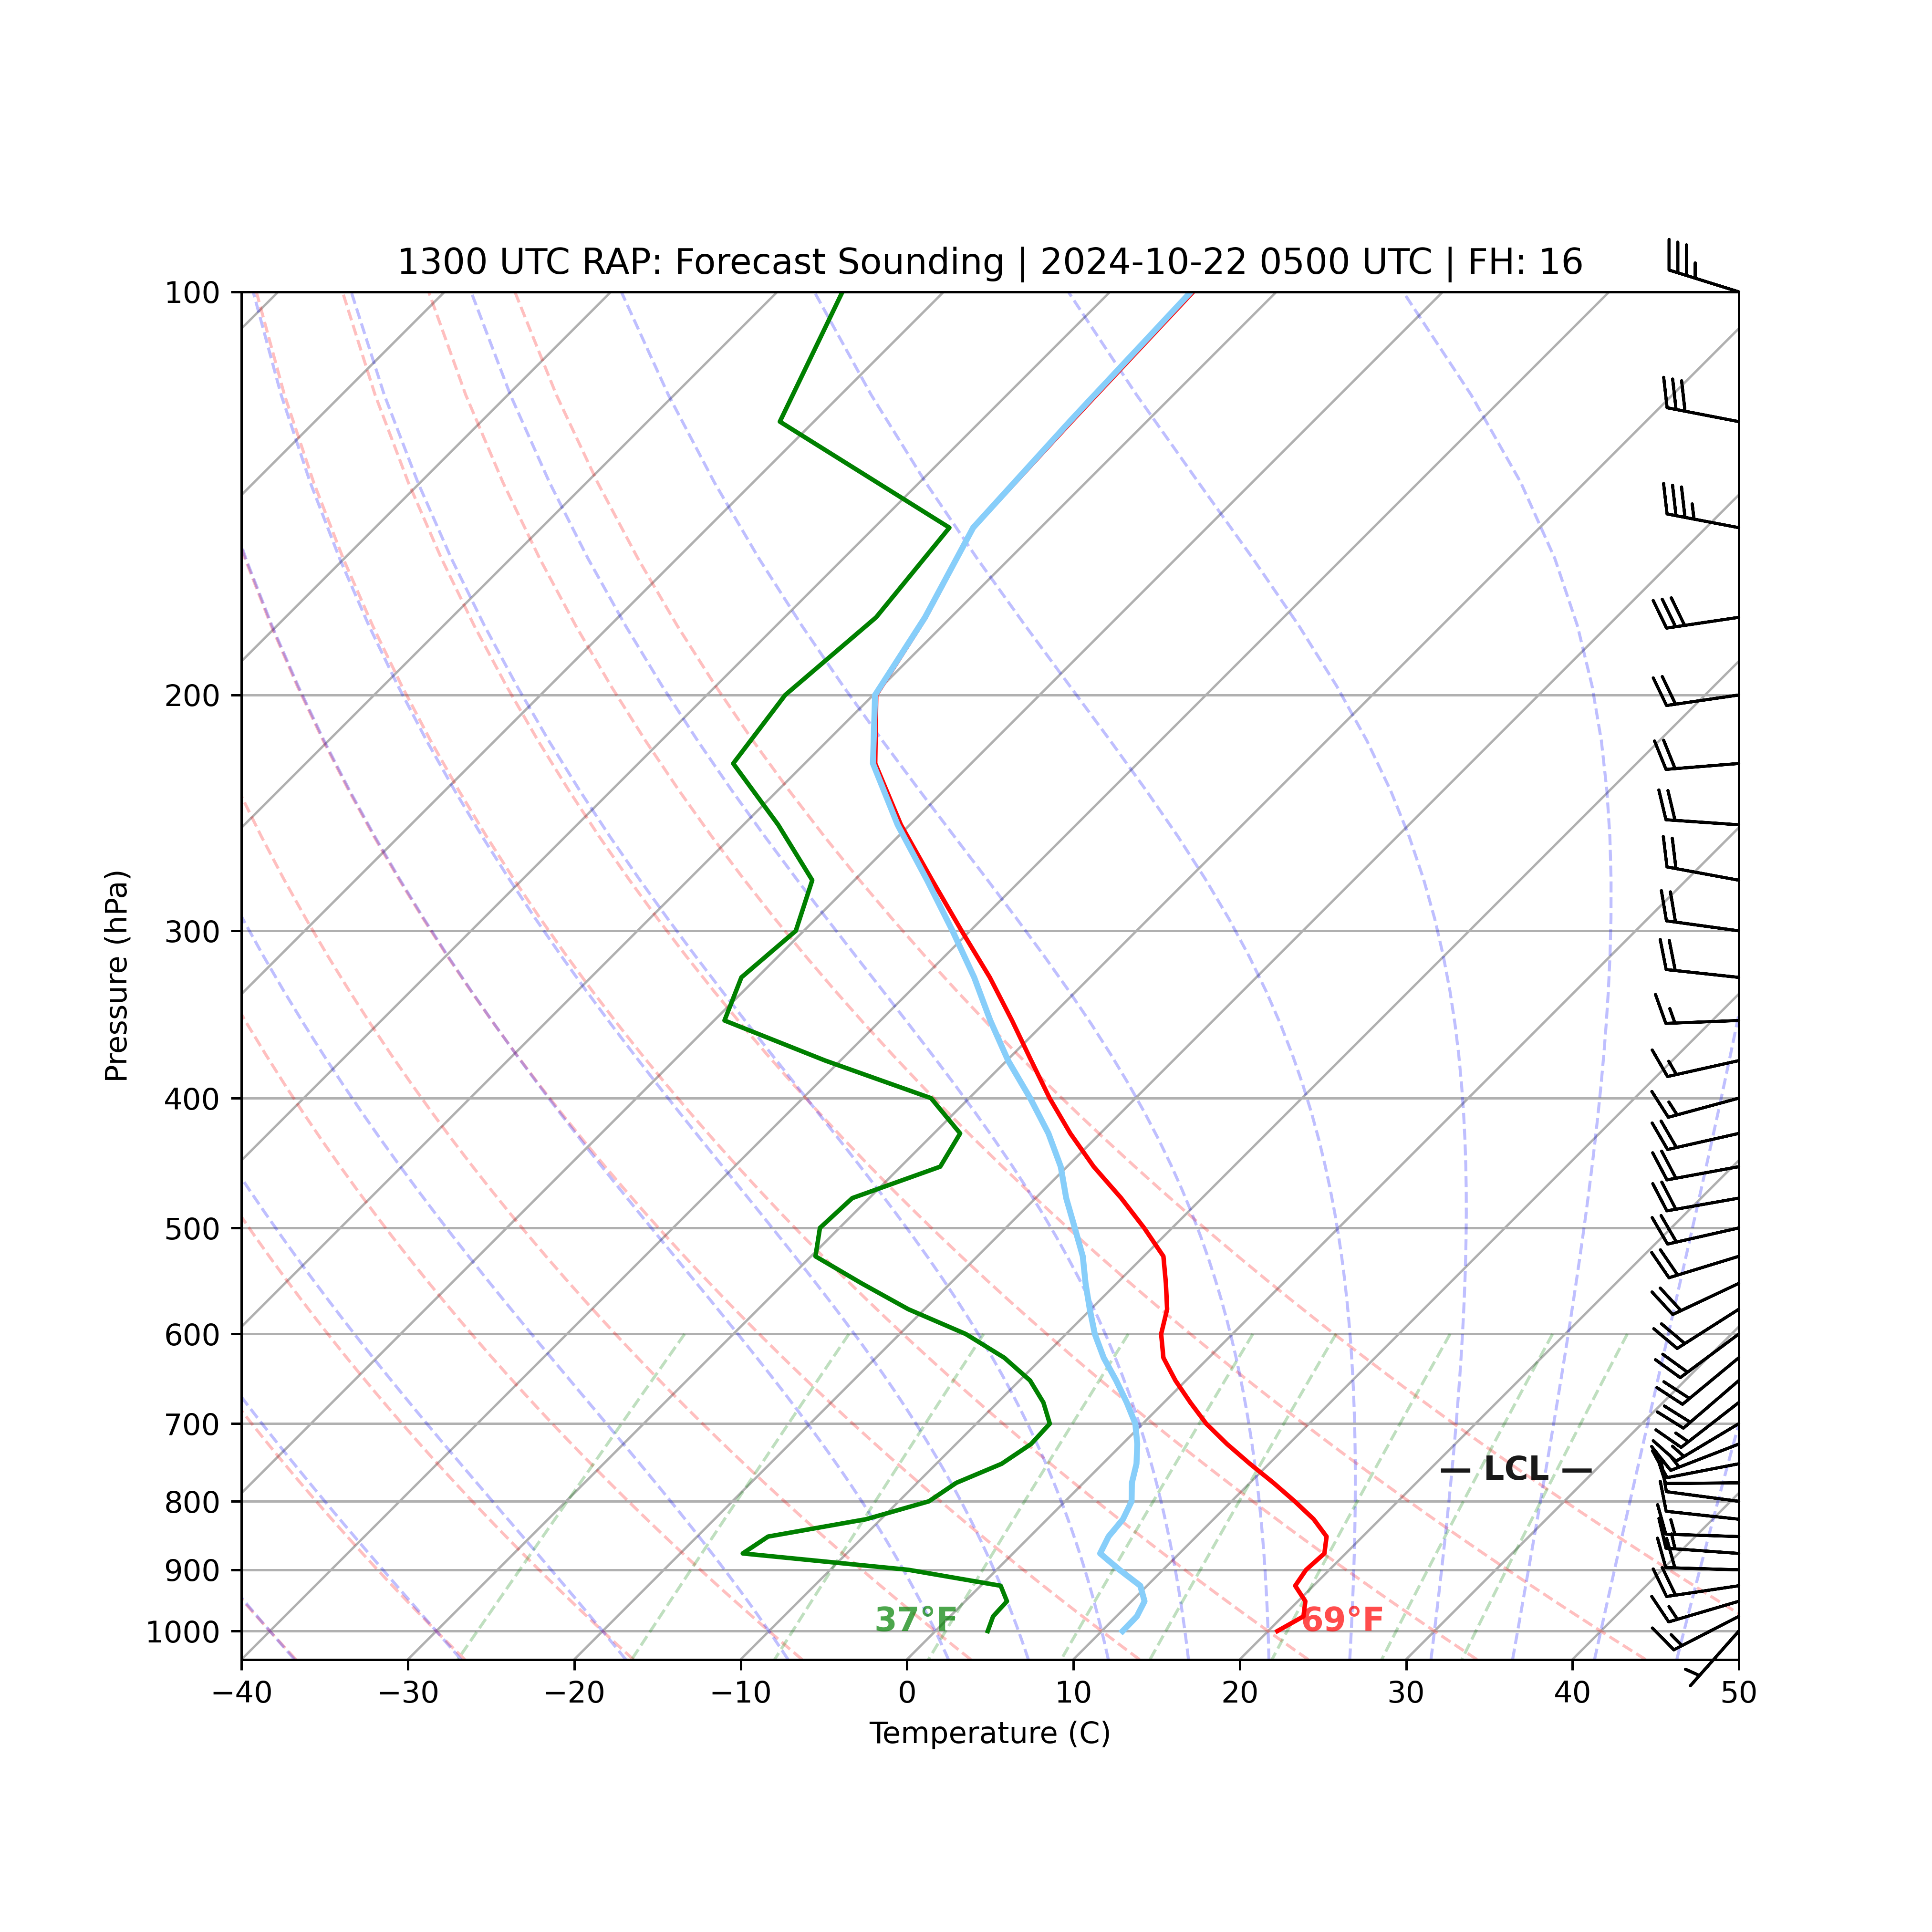 1300 UTC RAP: Forecast Sounding | 2024-10-22 0500 UTC | FH: 16
100
200
300
400
500
600
700
800
900
1000
Pressure (hPa)
— LCL —
37°F
69°F
−40 −30 −20 −10 0 10 20 30 40 50
Temperature (C)